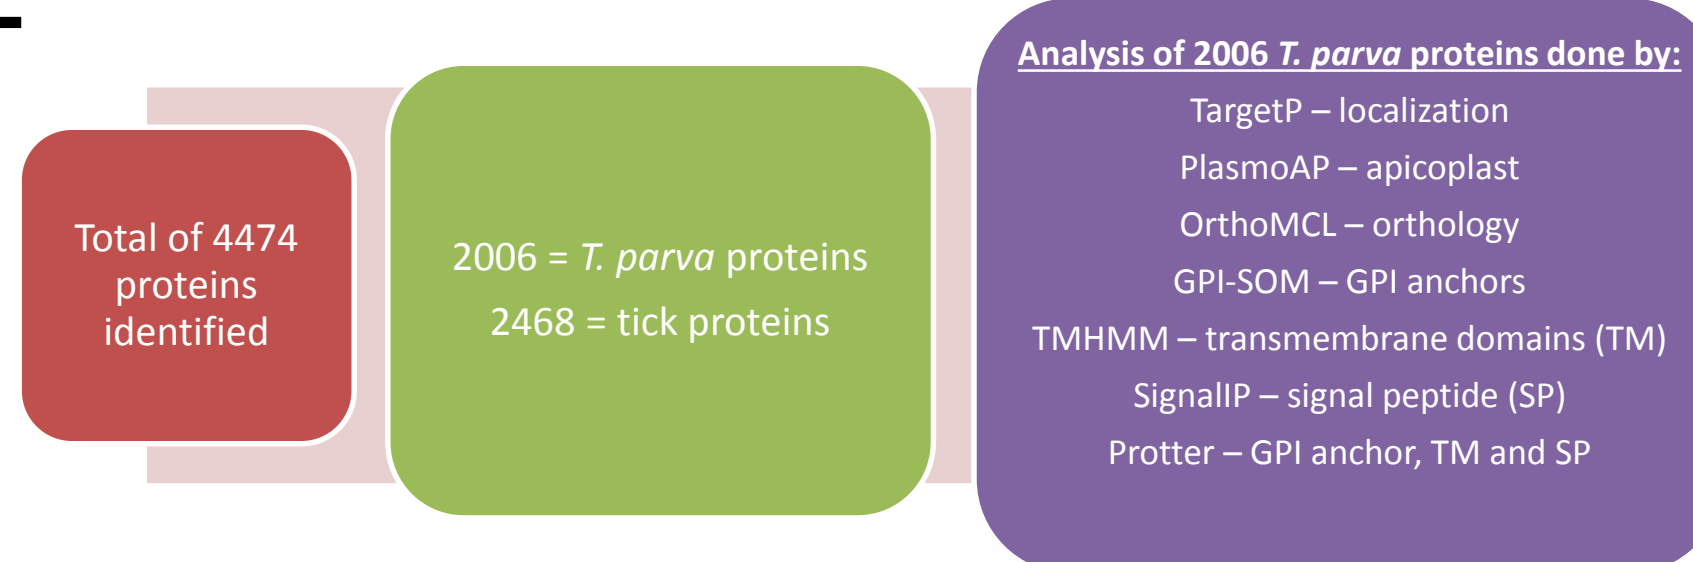 Total of 4474
proteins
identified
2006 = T. parva proteins
2468 = tick proteins
Analysis of 2006 T. parva proteins done by:
TargetP – localization
PlasmoAP – apicoplast
OrthoMCL – orthology
GPI-SOM – GPI anchors
TMHMM – transmembrane domains (TM)
SignalIP – signal peptide (SP)
Protter – GPI anchor, TM and SP